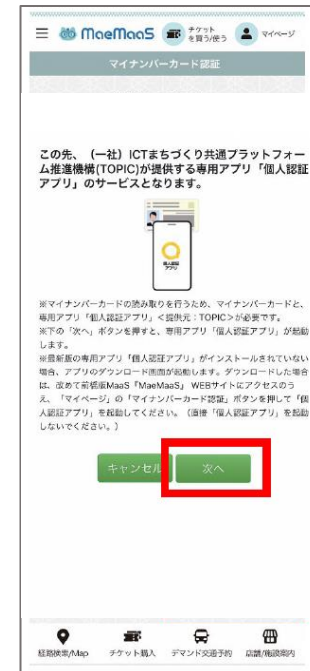 MaeMaaS
チケット
を買う/使う
マイページ
マイナンバーカード認証
この先、（一社）ICTまちづくり共通プラットフォー
ム推進機構(TOPIC)が提供する専用アプリ「個人認証
アプリ」のサービスとなります。
個人認証
アプリ
※マイナンバーカードの読み取りを行うため、マイナンバーカードと、
専用アプリ「個人認証アプリ」＜提供元：TOPIC＞が必要です。
※下の「次へ」ボタンを押すと、専用アプリ「個人認証アプリ」が起動
します。
※最新版の専用アプリ「個人認証アプリ」がインストールされていない
場合、アプリのダウンロード画面が起動します。ダウンロードした場合
は、改めて前橋版MaaS「MaeMaaS」 WEBサイトにアクセスのう
え、「マイページ」の「マイナンバーカード認証」ボタンを押して「個
人認証アプリ」を起動してください。（直接「個人認証アプリ」を起動
しないでください。）
キャンセル
次へ
経路検索/Map
チケット購入
デマンド交通予約
店舗/施設案内